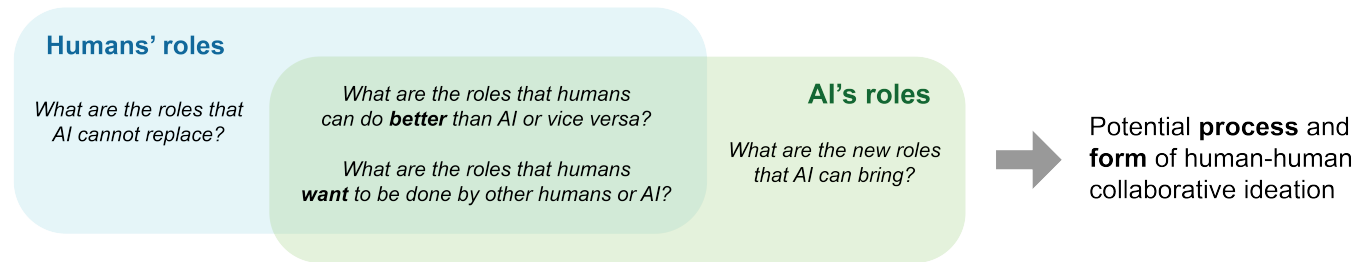 Humans' roles
What are the roles that
AI cannot replace?
What are the roles that humans
can do better than AI or vice versa?
What are the roles that humans
want to be done by other humans or AI?
AI's roles
What are the new roles
that AI can bring?
Potential process and
form of human-human
collaborative ideation